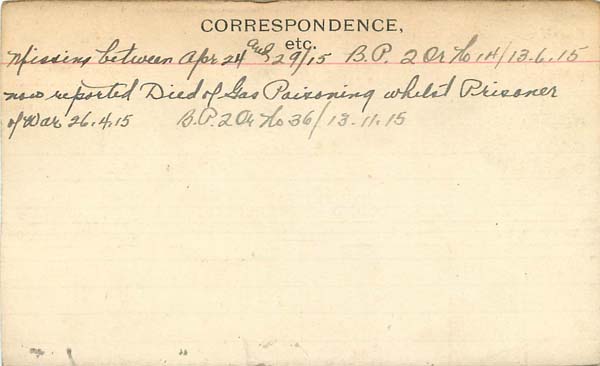 CORRESPONDENCE,
etc.
Missing between Apr 24 and 29/15 B.P. 2 Or No 14/13.6.15
now reported Died of Gas Poisoning whilst Prisoner
of War 26.4.15 B.P. 2 Or No 36/13.11.15